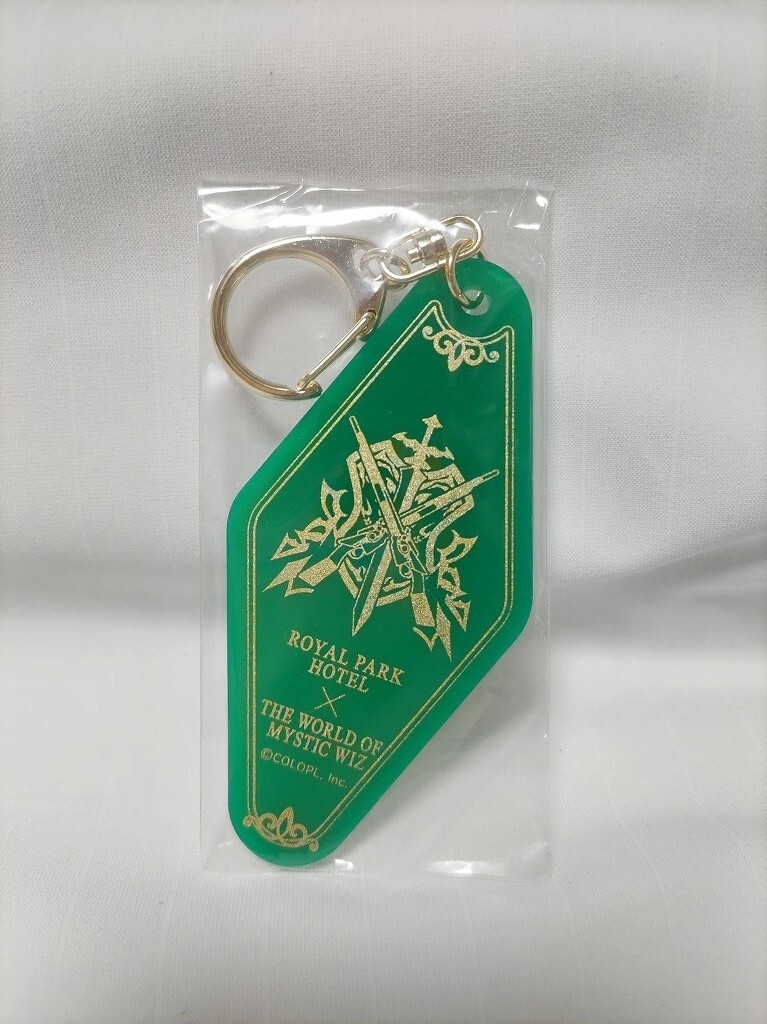 ROYAL PARK
HOTEL
×
THE WORLD OF
MYSTIC WIZ
©COLOPL, Inc.